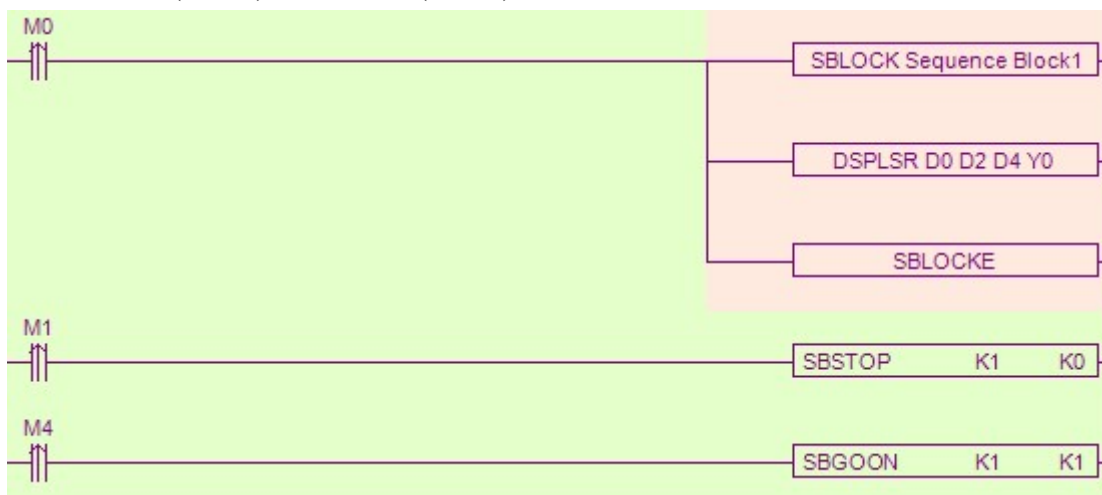 M0
SBLOCK Sequence Block1
DSPLSR D0 D2 D4 Y0
SBLOCKE
M1
SBSTOP K1 K0
M4
SBGOON K1 K1